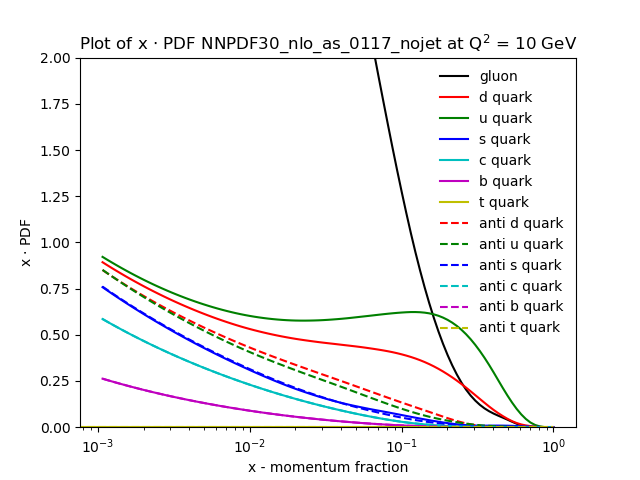 Plot of x · PDF NNPDF30_nlo_as_0117_nojet at Q² = 10 GeV
x · PDF
2.00
1.75
1.50
1.25
1.00
0.75
0.50
0.25
0.00
gluon
d quark
u quark
s quark
c quark
b quark
t quark
anti d quark
anti u quark
anti s quark
anti c quark
anti b quark
anti t quark
10⁻³ 10⁻² 10⁻¹ 10⁰
x - momentum fraction